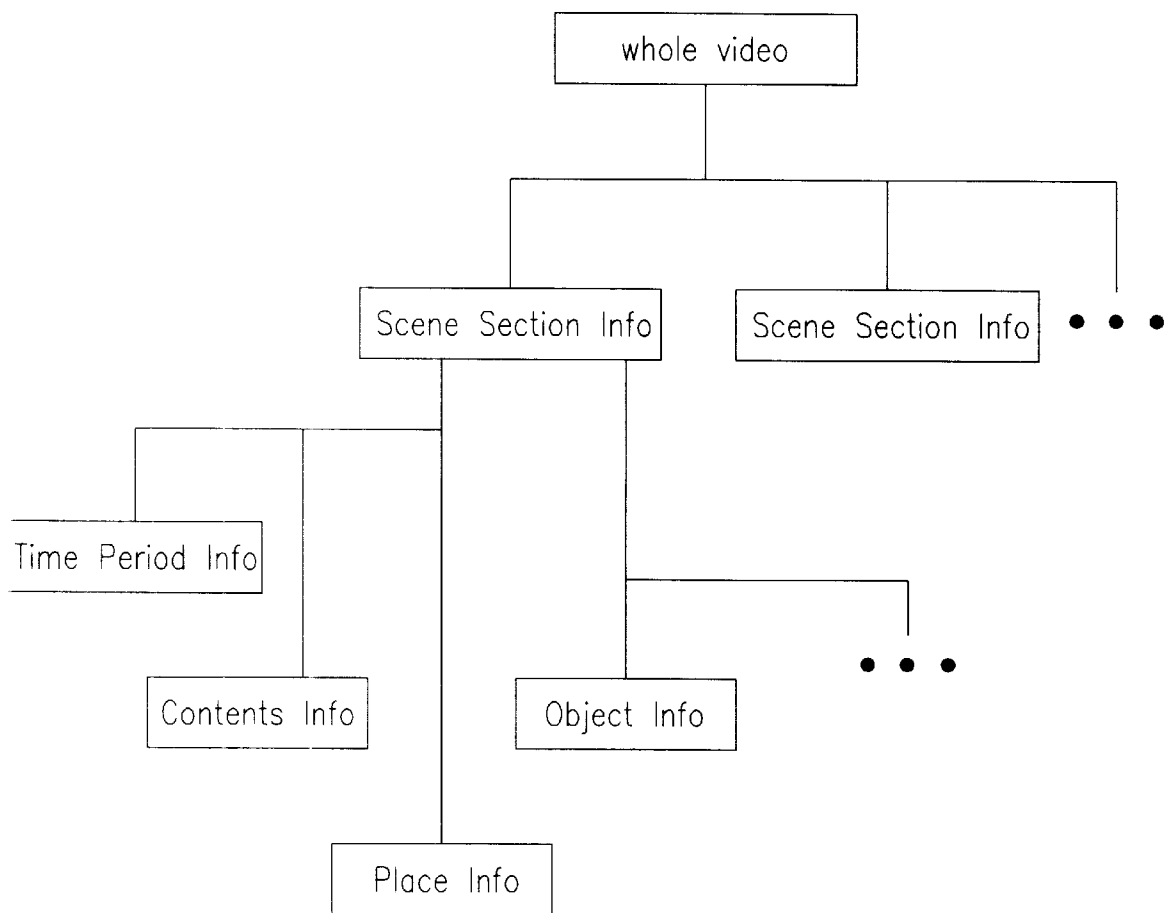 whole video
Scene Section Info
Scene Section Info
Time Period Info
Contents Info
Object Info
Place Info